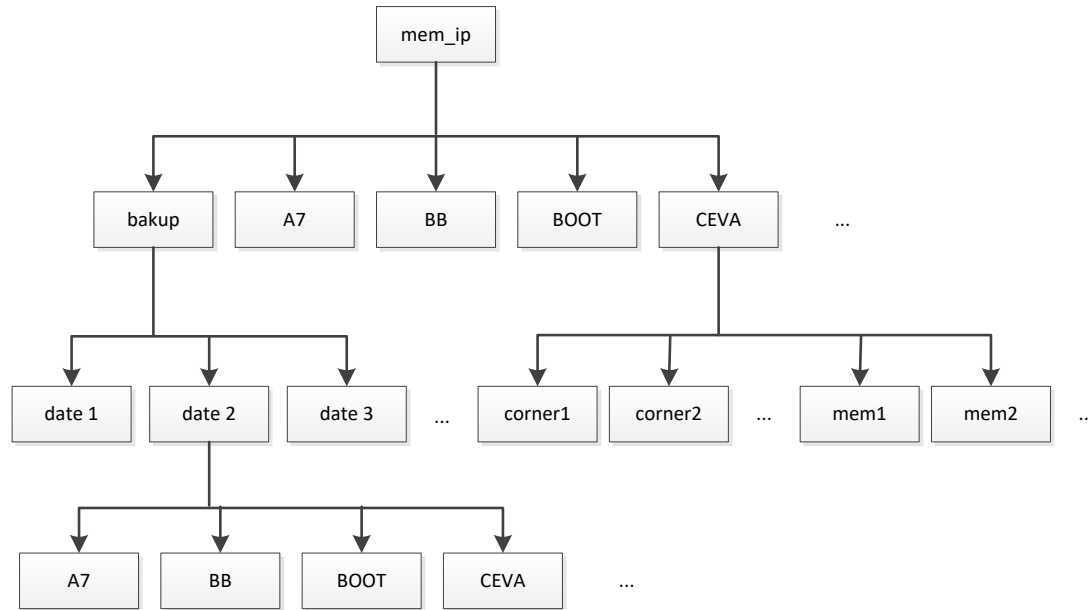 mem_ip
bakup
A7
BB
BOOT
CEVA
...
date 1
date 2
date 3
...
corner1
corner2
...
mem1
mem2
..
A7
BB
BOOT
CEVA
...